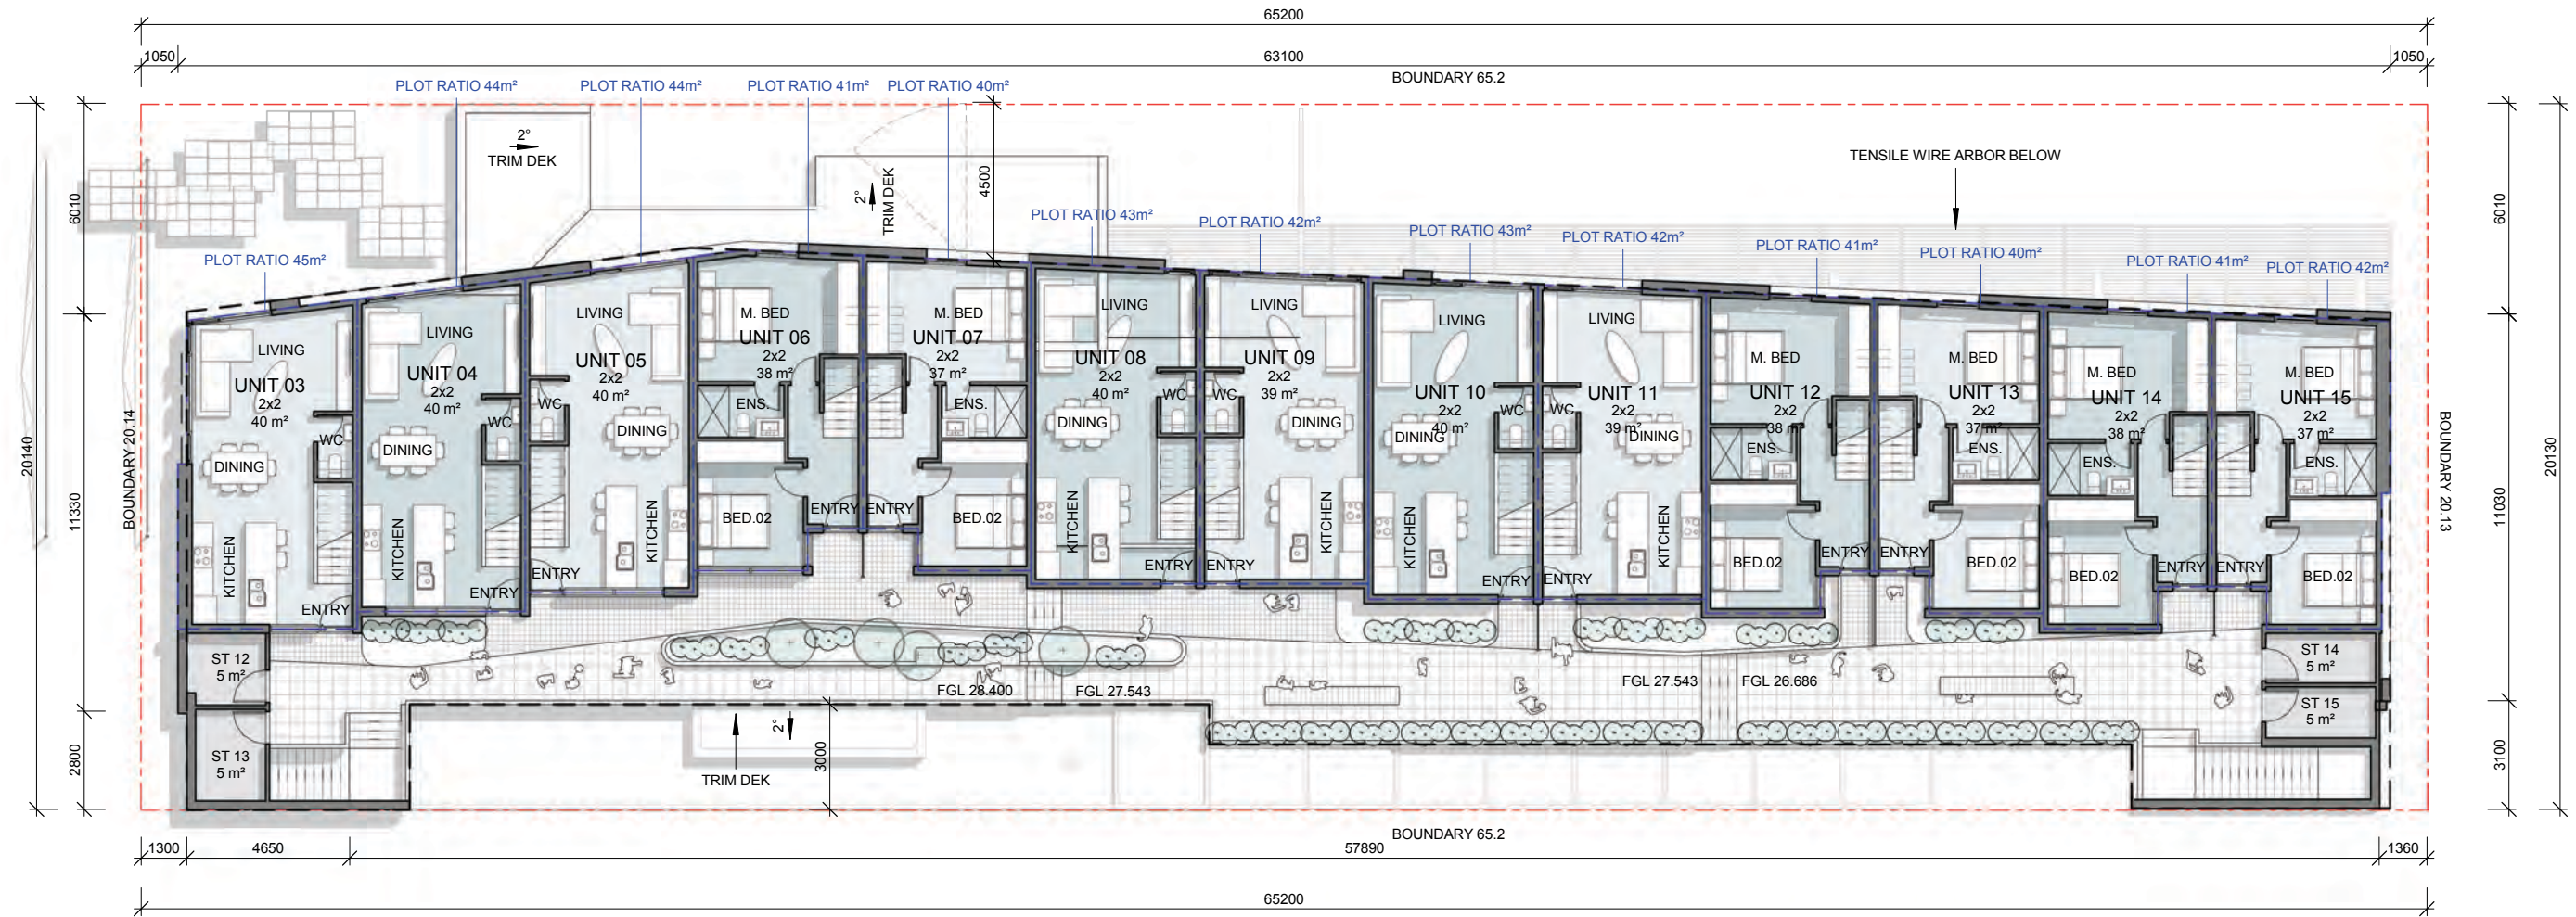 65200
1050
63100
1050
BOUNDARY 65.2
PLOT RATIO 44m²
PLOT RATIO 44m²
PLOT RATIO 41m²
PLOT RATIO 40m²
2°
TRIM DEK
2°
TRIM DEK
4500
TENSILE WIRE ARBOR BELOW
PLOT RATIO 45m²
PLOT RATIO 43m²
PLOT RATIO 42m²
PLOT RATIO 43m²
PLOT RATIO 42m²
PLOT RATIO 41m²
PLOT RATIO 40m²
PLOT RATIO 41m²
PLOT RATIO 42m²
20140
6010
11330
2800
BOUNDARY 20.14
LIVING
UNIT 03
2x2
40 m²
WC
DINING
KITCHEN
ENTRY
LIVING
UNIT 04
2x2
40 m²
WC
DINING
KITCHEN
ENTRY
LIVING
UNIT 05
2x2
40 m²
WC
DINING
KITCHEN
ENTRY
M. BED
UNIT 06
2x2
38 m²
ENS.
BED.02
ENTRY
M. BED
UNIT 07
2x2
37 m²
ENS.
BED.02
ENTRY
LIVING
UNIT 08
2x2
40 m²
WC
DINING
KITCHEN
ENTRY
LIVING
UNIT 09
2x2
39 m²
WC
DINING
KITCHEN
ENTRY
LIVING
UNIT 10
2x2
40 m²
WC
DINING
KITCHEN
ENTRY
LIVING
UNIT 11
2x2
39 m²
WC
DINING
KITCHEN
ENTRY
M. BED
UNIT 12
2x2
38 m²
ENS.
BED.02
ENTRY
M. BED
UNIT 13
2x2
37 m²
ENS.
BED.02
ENTRY
M. BED
UNIT 14
2x2
38 m²
ENS.
BED.02
ENTRY
M. BED
UNIT 15
2x2
37 m²
ENS.
BED.02
ENTRY
BOUNDARY 20.13
6010
11030
3100
20130
ST 12
5 m²
ST 13
5 m²
ST 14
5 m²
ST 15
5 m²
FGL 28.400
FGL 27.543
FGL 27.543
FGL 26.686
2°
TRIM DEK
3000
BOUNDARY 65.2
1300
4650
57890
1360
65200